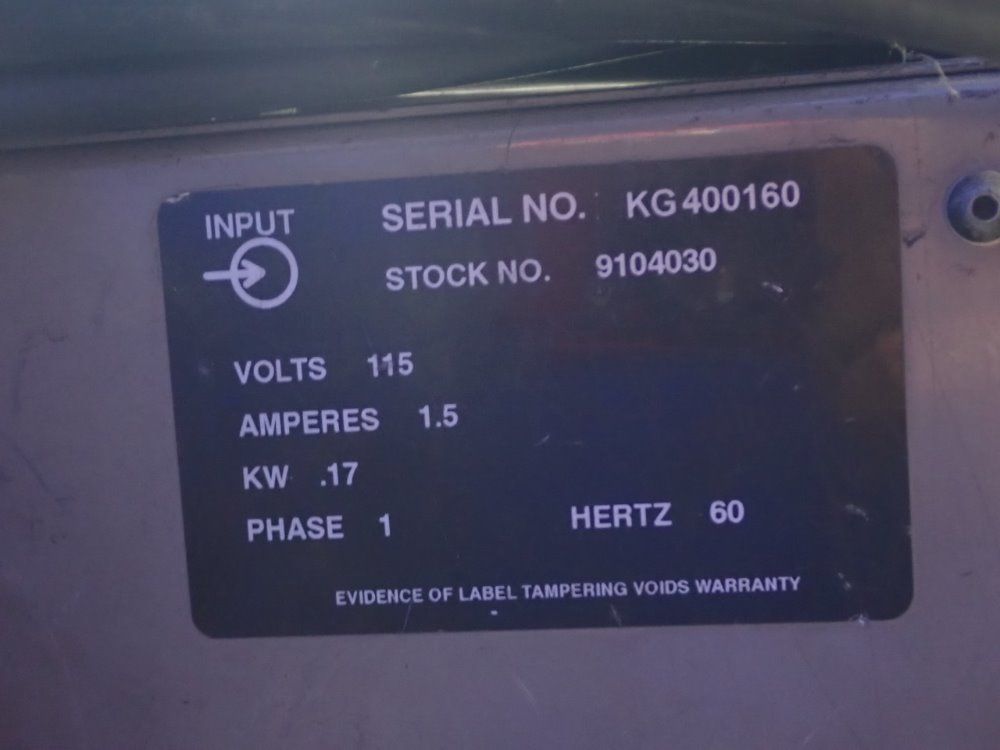 INPUT
SERIAL NO. KG400160
STOCK NO. 9104030
VOLTS 115
AMPERES 1.5
KW .17
PHASE 1 HERTZ 60
EVIDENCE OF LABEL TAMPERING VOIDS WARRANTY